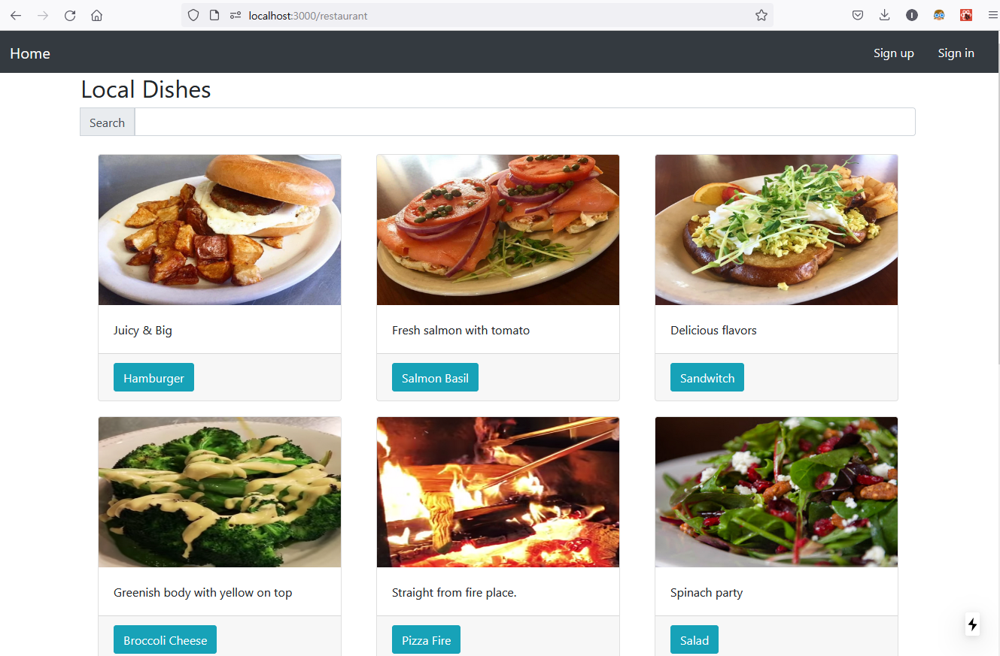 localhost:3000/restaurant
Home
Sign up
Sign in
Local Dishes
Search
Juicy & Big
Fresh salmon with tomato
Delicious flavors
Hamburger
Salmon Basil
Sandwitch
Greenish body with yellow on top
Straight from fire place.
Spinach party
Broccoli Cheese
Pizza Fire
Salad